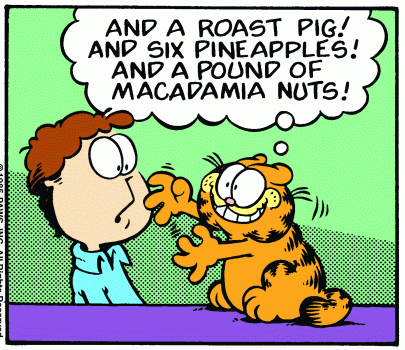 AND A ROAST PIG!
AND SIX PINEAPPLES!
AND A POUND OF
MACADAMIA NUTS!